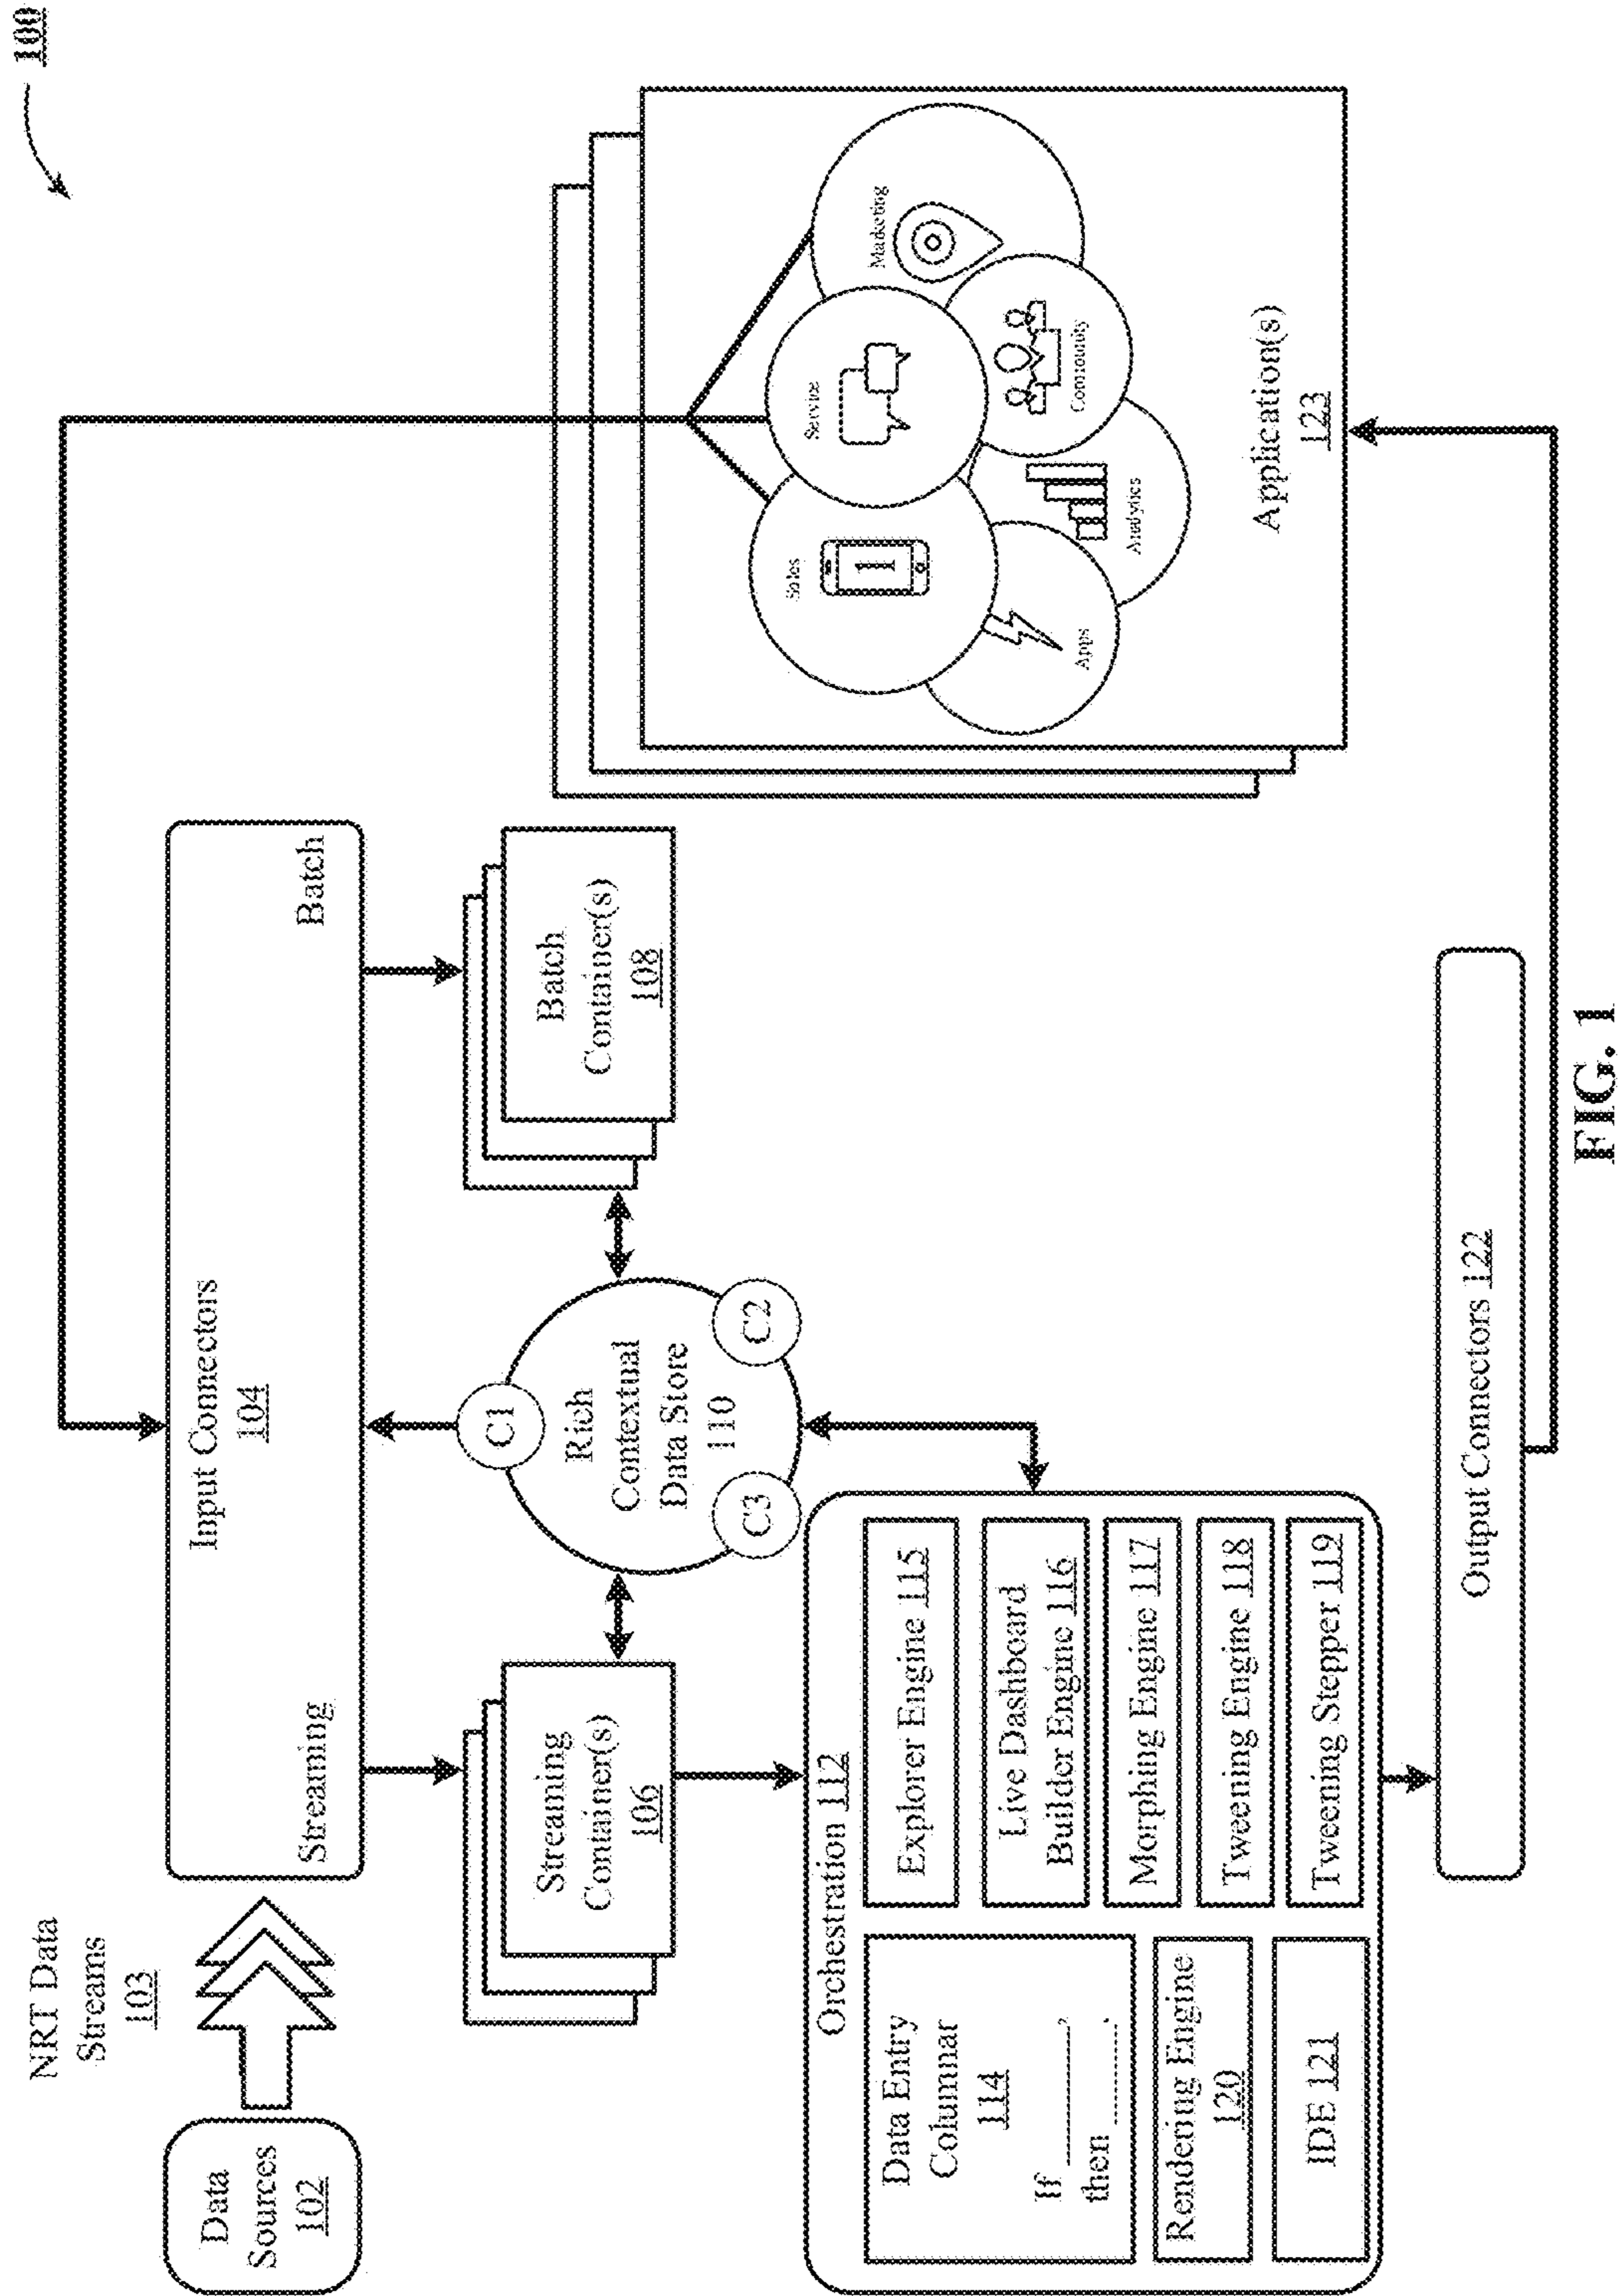 100
NRT Data
Streams
103
Data
Sources
102
Input Connectors
104
Streaming
Batch
Streaming
Container(s)
106
C1
Rich
Contextual
Data Store
110
C3
C2
Batch
Container(s)
108
Orchestration 112
Data Entry
Columnar
114
If ______,
then ______.
Rendering Engine
120
IDE 121
Explorer Engine 115
Live Dashboard
Builder Engine 116
Morphing Engine 117
Tweening Engine 118
Tweening Stepper 119
Output Connectors 122
Sales
1
Service
Marketing
Apps
Analytics
Community
Application(s)
123
FIG. 1